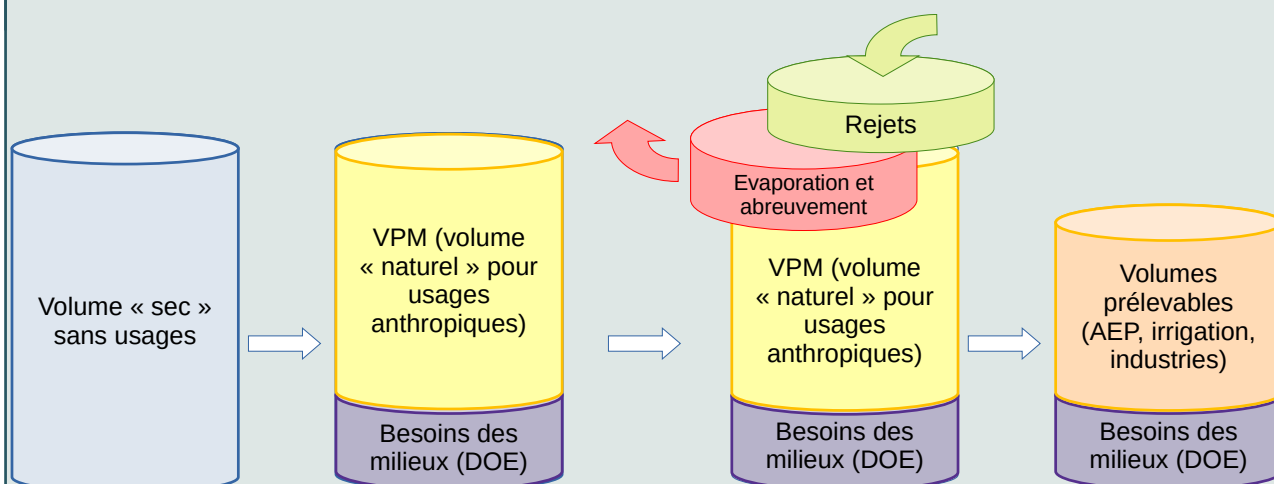 Volume « sec »
sans usages
VPM (volume
« naturel » pour
usages
anthropiques)
Besoins des
milieux (DOE)
Rejets
Evaporation et
abreuvement
VPM (volume
« naturel » pour
usages
anthropiques)
Besoins des
milieux (DOE)
Volumes
prélevables
(AEP, irrigation,
industries)
Besoins des
milieux (DOE)